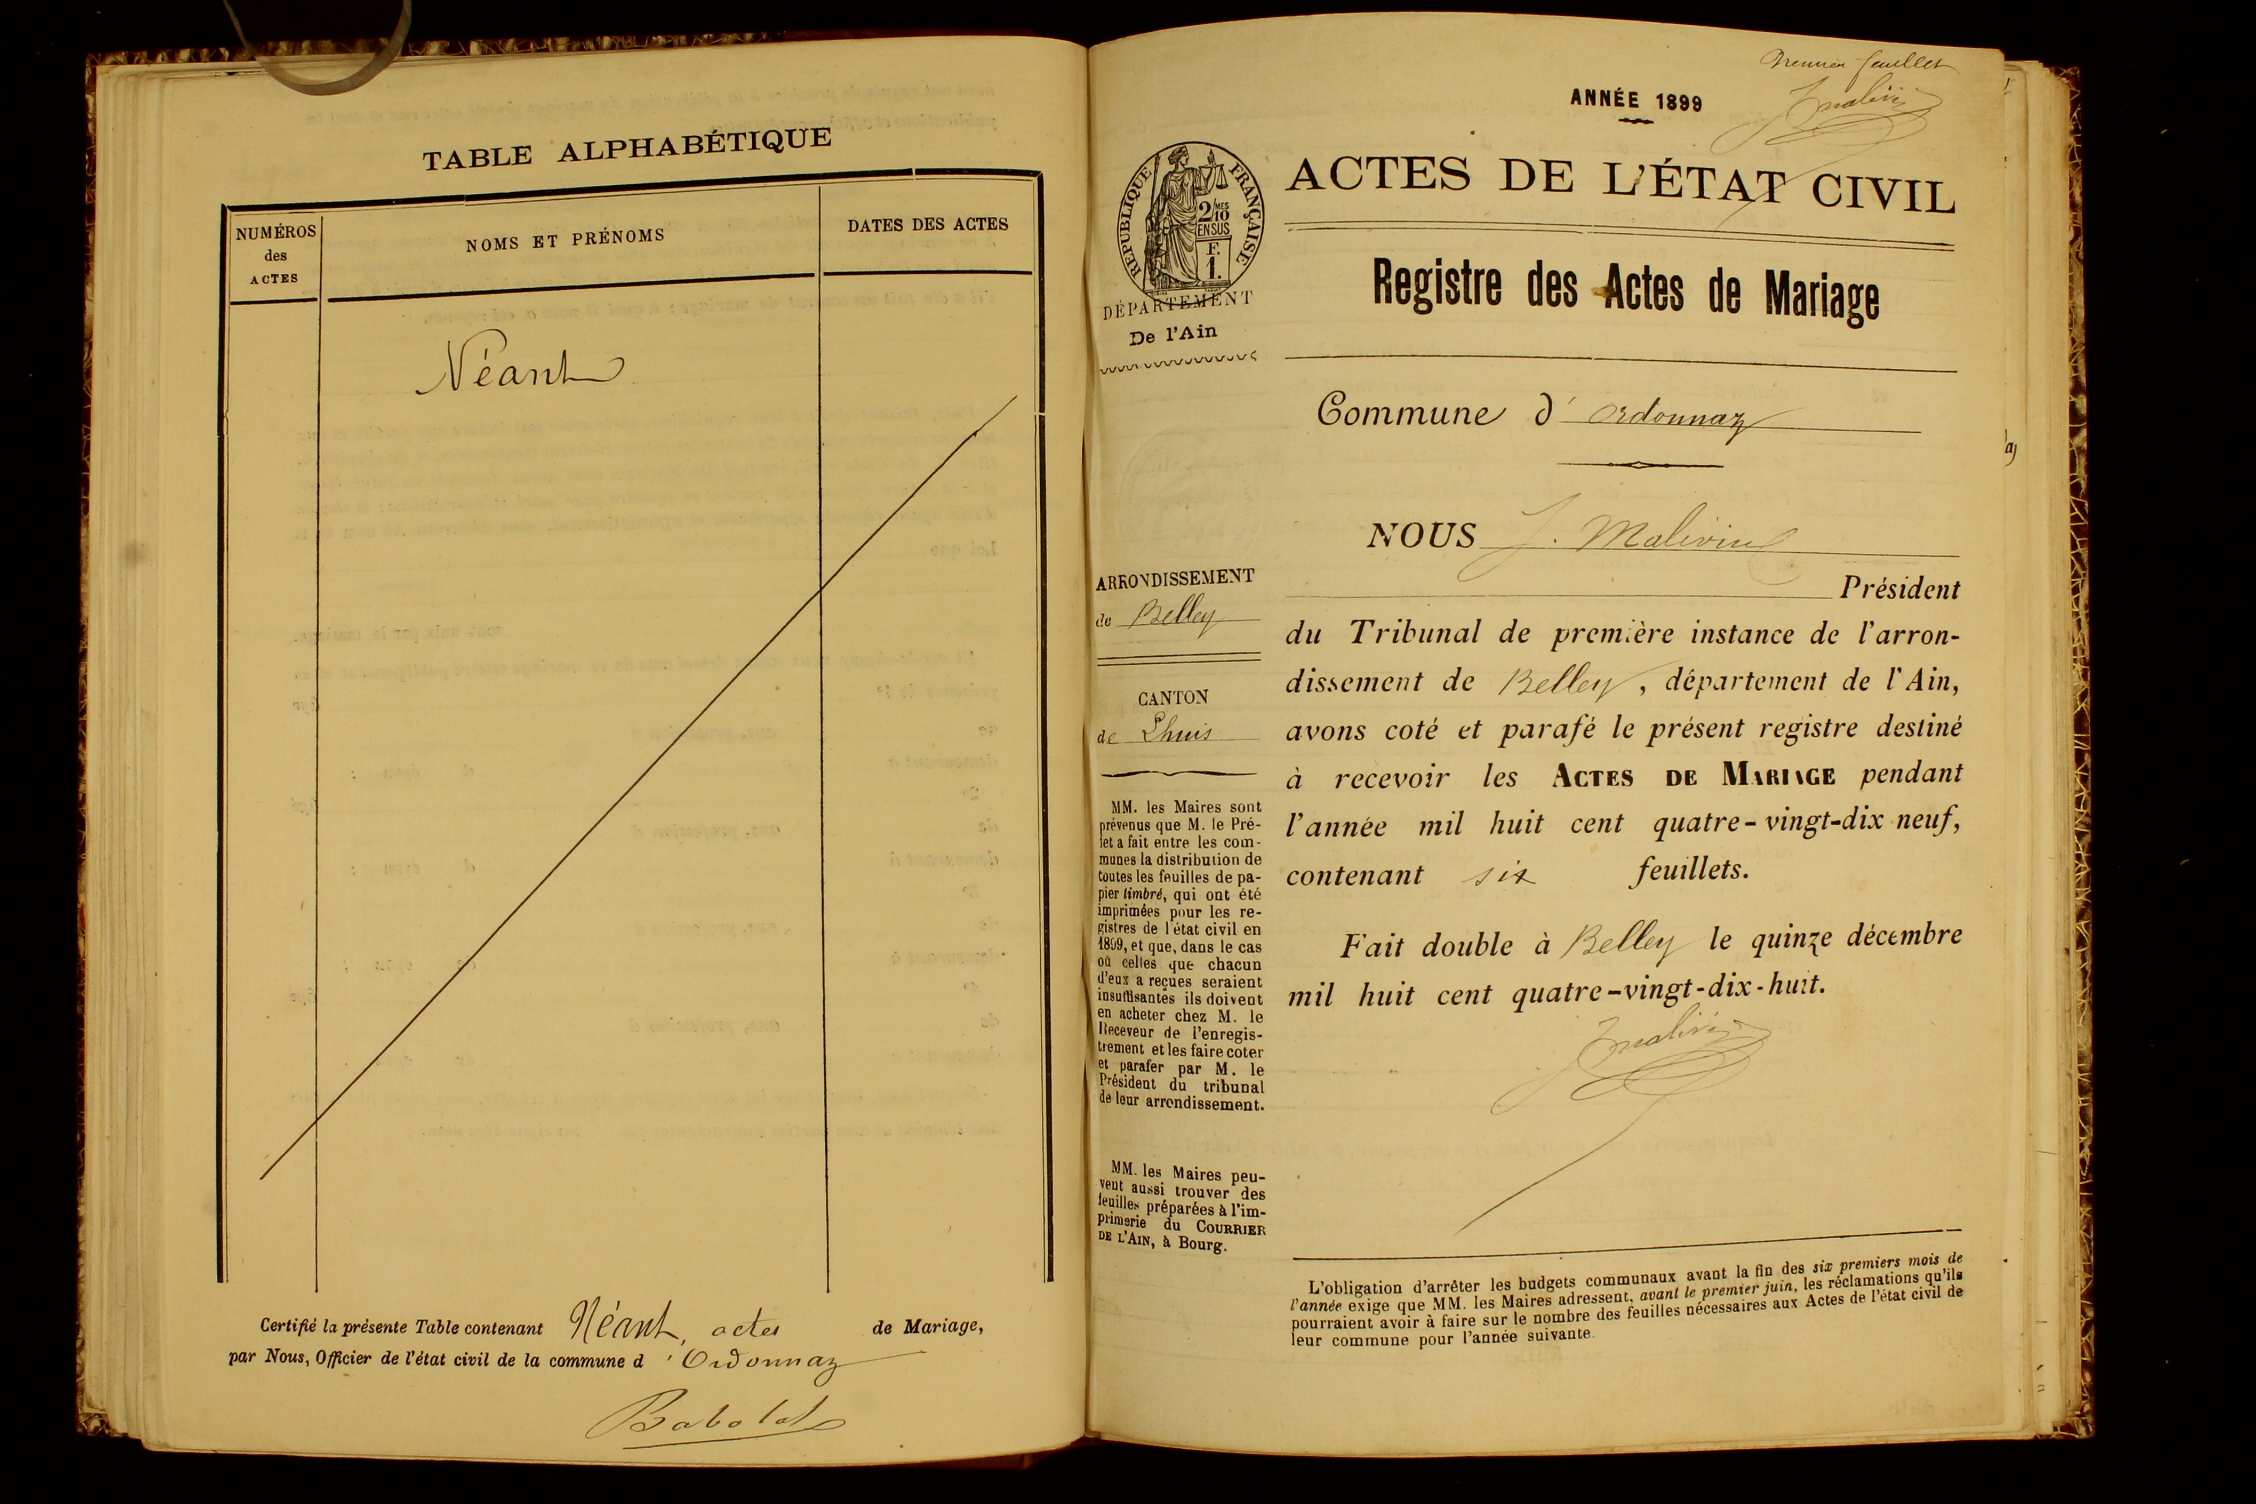 TABLE ALPHABÉTIQUE
NUMÉROS
des
ACTES
NOMS ET PRÉNOMS
DATES DES ACTES
Néant
Certifié la présente Table contenant Néant, actes de Mariage,
par Nous, Officier de l'état civil de la commune d'Ordonnaz
Babolat
Premier feuillet
JMalivin
ANNÉE 1899
ACTES DE L'ÉTAT CIVIL
RÉPUBLIQUE FRANÇAISE
2/10 MES
EN SUS
F.
1.
DÉPARTEMENT
De l'Ain
Registre des Actes de Mariage
Commune d'Ordonnaz
ARRONDISSEMENT
de Belley
CANTON
de Lhuis
MM. les Maires sont
prévenus que M. le Pré-
fet a fait entre les com-
munes la distribution de
toutes les feuilles de pa-
pier timbré, qui ont été
imprimées pour les re-
gistres de l'état civil en
1899, et que, dans le cas
où celles que chacun
d'eux a reçues seraient
insuffisantes ils doivent
en acheter chez M. le
Receveur de l'enregis-
trement et les faire coter
et parafer par M. le
Président du tribunal
de leur arrondissement.
MM. les Maires peu-
vent aussi trouver des
feuilles préparées à l'im-
primerie du COURRIER
DE L'AIN, à Bourg.
NOUS J. Malivin
Président
du Tribunal de première instance de l'arron-
dissement de Belley, département de l'Ain,
avons coté et parafé le présent registre destiné
à recevoir les ACTES DE MARIAGE pendant
l'année mil huit cent quatre-vingt-dix neuf,
contenant six feuillets.
Fait double à Belley le quinze décembre
mil huit cent quatre-vingt-dix-huit.
JMalivin
L'obligation d'arrêter les budgets communaux avant la fin des six premiers mois de
l'année exige que MM. les Maires adressent, avant le premier juin, les réclamations qu'ils
pourraient avoir à faire sur le nombre des feuilles nécessaires aux Actes de l'état civil de
leur commune pour l'année suivante.